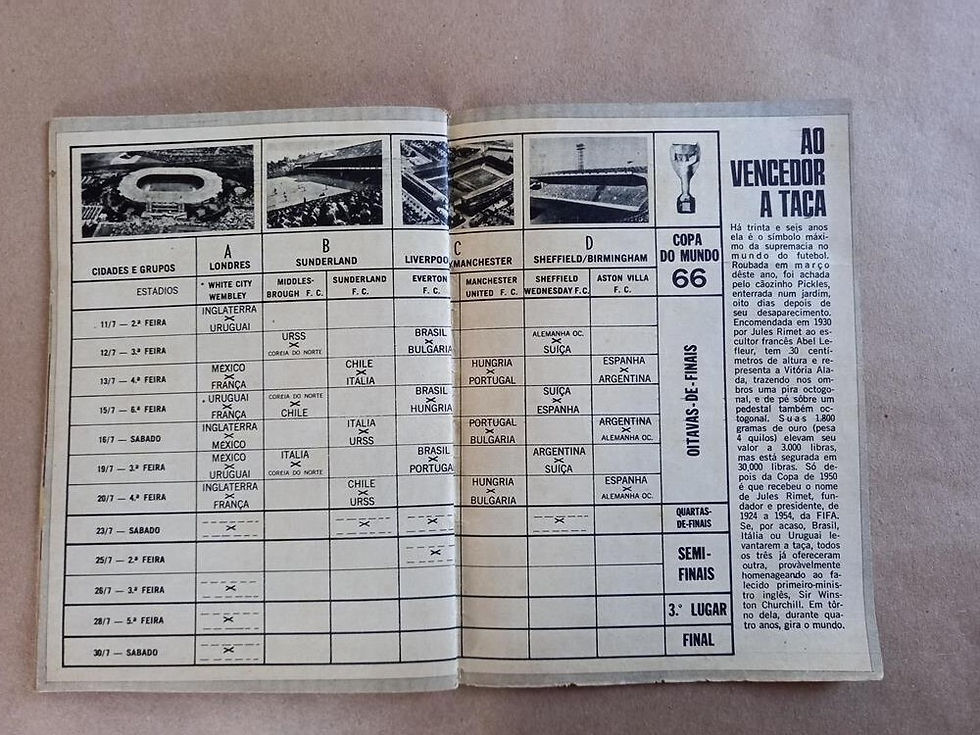 A
B
C
D
CIDADES E GRUPOS
LONDRES
SUNDERLAND
LIVERPOO
MANCHESTER
SHEFFIELD/BIRMINGHAM
COPA
DO MUNDO
66
ESTADIOS
* WHITE CITY
WEMBLEY
MIDDLES-
BROUGH F. C.
SUNDERLAND
F. C.
EVERTON
F. C.
MANCHESTER
UNITED F. C.
SHEFFIELD
WEDNESDAY F.C.
ASTON VILLA
F. C.
11/7 — 2.ª FEIRA
INGLATERRA
×
URUGUAI
12/7 — 3.ª FEIRA
URSS
×
COREIA DO NORTE
BRASIL
×
BULGARIA
ALEMANHA OC.
×
SUÍÇA
13/7 — 4.ª FEIRA
MEXICO
×
FRANÇA
CHILE
×
ITALIA
HUNGRIA
×
PORTUGAL
ESPANHA
×
ARGENTINA
15/7 — 6.ª FEIRA
URUGUAI
×
FRANÇA
COREIA DO NORTE
×
CHILE
BRASIL
×
HUNGRIA
SUÍÇA
×
ESPANHA
16/7 — SABADO
INGLATERRA
×
MEXICO
ITALIA
×
URSS
PORTUGAL
×
BULGARIA
ARGENTINA
×
ALEMANHA OC.
19/7 — 3.ª FEIRA
MEXICO
×
URUGUAI
ITALIA
×
COREIA DO NORTE
BRASIL
×
PORTUGA
ARGENTINA
×
SUÍÇA
20/7 — 4.ª FEIRA
INGLATERRA
×
FRANÇA
CHILE
×
URSS
HUNGRIA
×
BULGARIA
ESPANHA
×
ALEMANHA OC.
OITAVAS-DE-FINAIS
23/7 — SABADO
×
×
×
×
QUARTAS-
DE-FINAIS
25/7 — 2.ª FEIRA
×
SEMI-
FINAIS
26/7 — 3.ª FEIRA
×
28/7 — 5.ª FEIRA
×
3.º LUGAR
30/7 — SABADO
×
FINAL
AO
VENCEDOR
A TAÇA
Há trinta e seis anos
ela é o símbolo máxi-
mo da supremacia no
mundo do futebol.
Roubada em março
dêste ano, foi achada
pelo cãozinho Pickles,
enterrada num jardim,
oito dias depois de
seu desaparecimento.
Encomendada em 1930
por Jules Rimet ao es-
cultor francês Abel Le-
fleur, tem 30 centí-
metros de altura e re-
presenta a Vitória Ala-
da, trazendo nos om-
bros uma pira octogo-
nal, e de pé sôbre um
pedestal também oc-
togonal. Suas 1.800
gramas de ouro (pesa
4 quilos) elevam seu
valor a 3.000 libras,
mas está segurada em
30,000 libras. Só de-
pois da Copa de 1950
é que recebeu o nome
de Jules Rimet, fun-
dador e presidente, de
1924 a 1954, da FIFA.
Se, por acaso, Brasil,
Itália ou Uruguai le-
vantarem a taça, todos
os três já ofereceram
outra, provàvelmente
homenageando ao fa-
lecido primeiro-minis-
tro inglês, Sir Wins-
ton Churchill. Em tôr-
no dela, durante qua-
tro anos, gira o mundo.